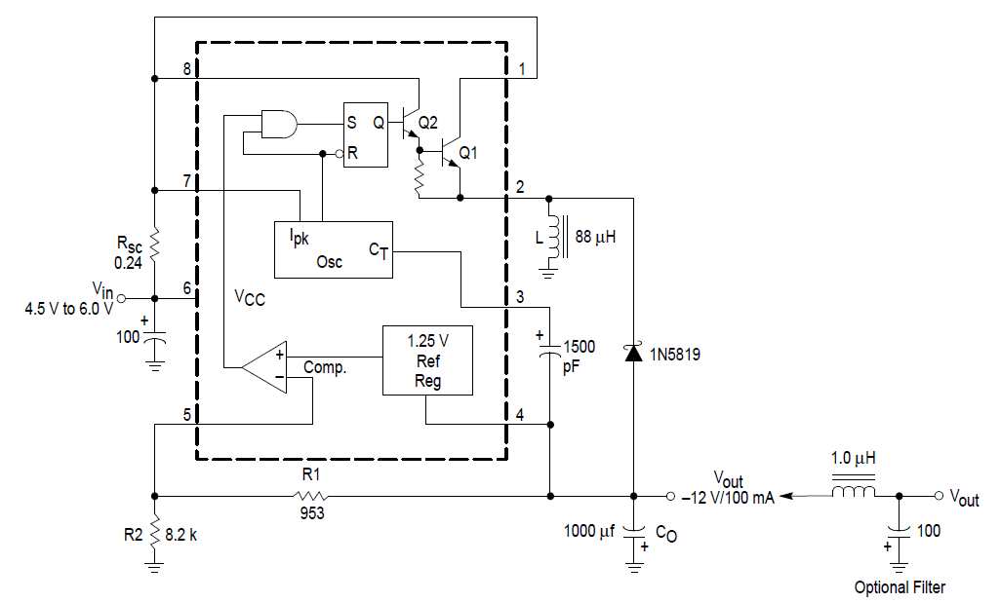 8
1
S
Q
Q2
R
Q1
7
2
Ipk
CT
Osc
L
88 μH
Rsc
0.24
Vin
4.5 V to 6.0 V
6
VCC
3
+
100
+
1500
pF
1.25 V
Ref
Reg
1N5819
+
−
Comp.
5
4
R1
953
Vout
–12 V/100 mA
1.0 μH
Vout
R2
8.2 k
1000 μf
+
CO
100
+
Optional Filter